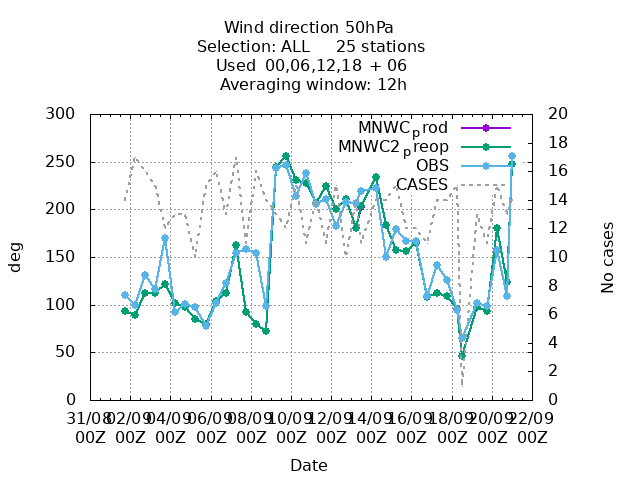 Wind direction 50hPa
Selection: ALL 25 stations
Used 00,06,12,18 + 06
Averaging window: 12h
300 20
MNWCprod
18
MNWC2preop
250
OBS
16
CASES
200 14
12
deg
150 10
No cases
8
100
6
50 4
2
0 0
31/08 02/09 04/09 06/09 08/09 10/09 12/09 14/09 16/09 18/09 20/09 22/09
00Z 00Z 00Z 00Z 00Z 00Z 00Z 00Z 00Z 00Z 00Z 00Z
Date